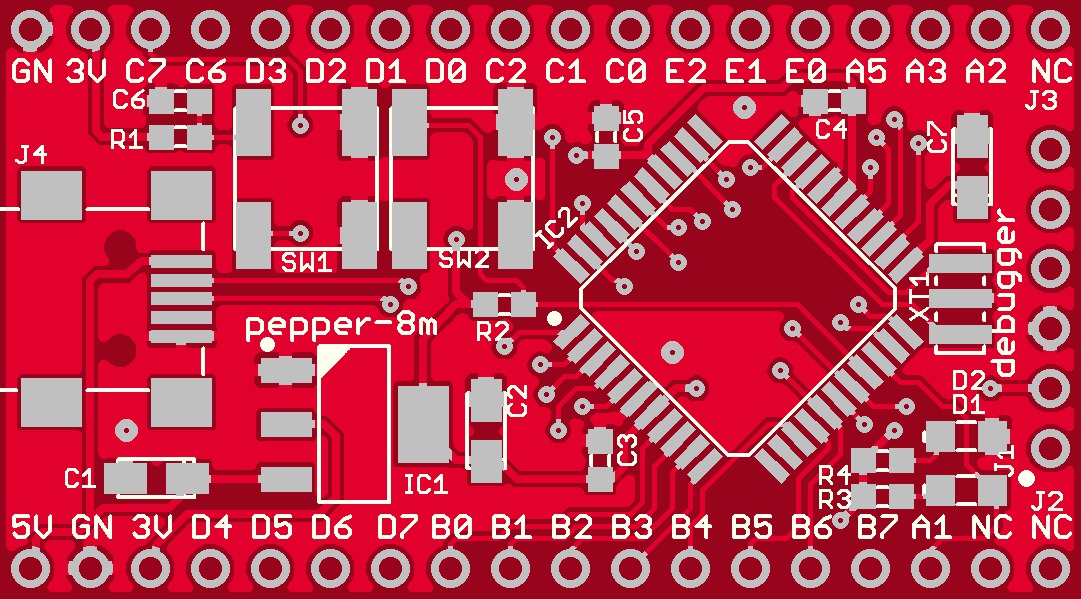 GN 3V C7 C6 D3 D2 D1 D0 C2 C1 C0 E2 E1 E0 A5 A3 A2 NC
J3
C6
R1
J4
C5
C4
C7
IC2
SW1
SW2
XT1
debugger
pepper-8m
R2
C2
C3
D2
D1
J1
C1
IC1
R4
R3
J2
5V GN 3V D4 D5 D6 D7 B0 B1 B2 B3 B4 B5 B6 B7 A1 NC NC